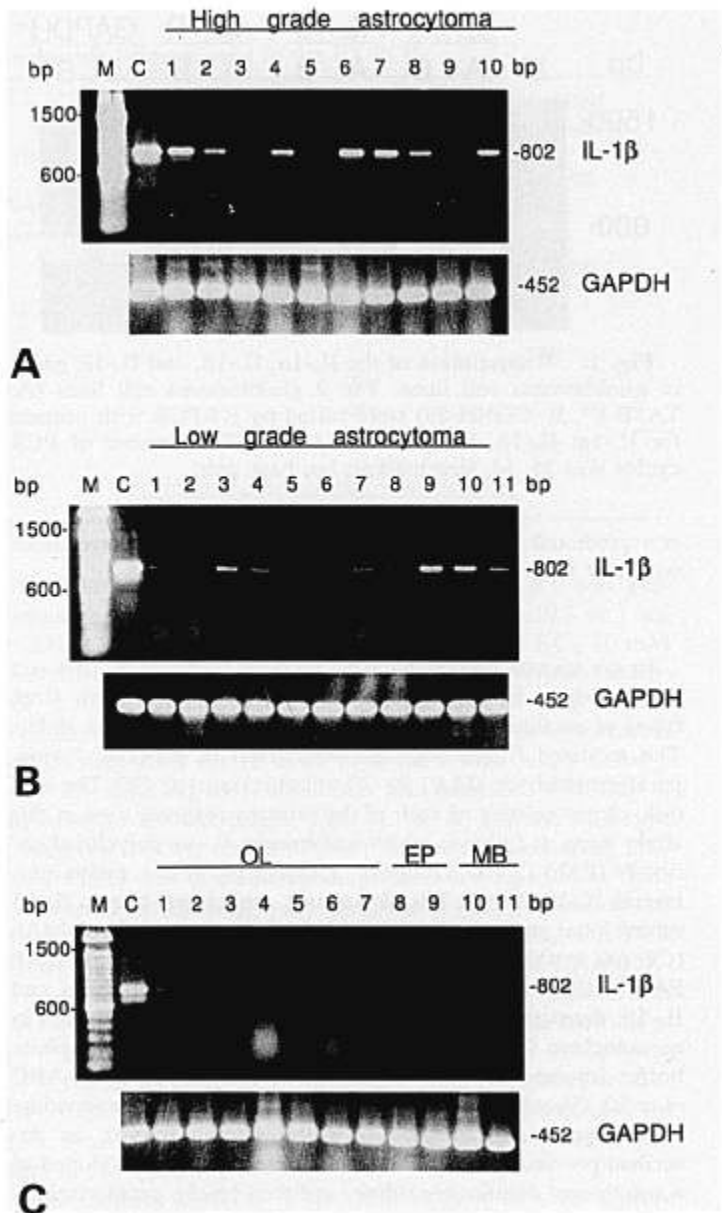 High grade astrocytoma
bp M C 1 2 3 4 5 6 7 8 9 10 bp
1500-
-802 IL-1β
600-
-452 GAPDH
A
Low grade astrocytoma
bp M C 1 2 3 4 5 6 7 8 9 10 11 bp
1500-
-802 IL-1β
600-
-452 GAPDH
B
OL EP MB
bp M C 1 2 3 4 5 6 7 8 9 10 11 bp
1500-
-802 IL-1β
600-
-452 GAPDH
C